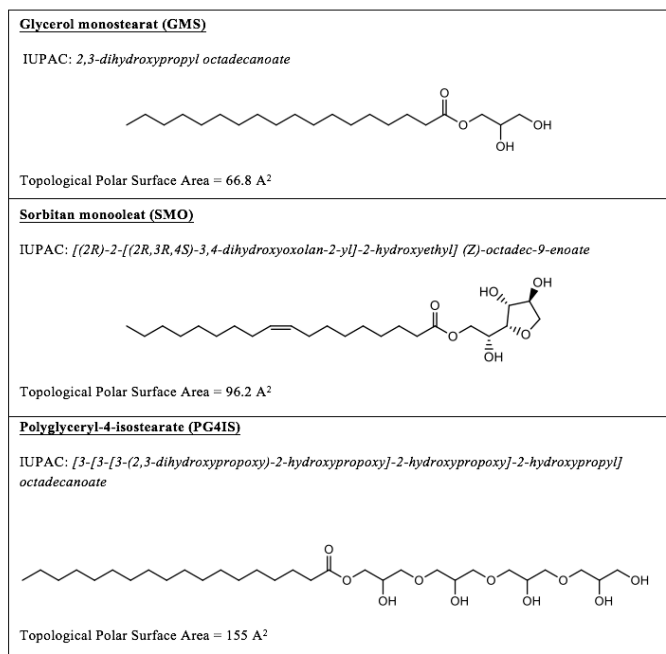 Glycerol monostearat (GMS)
IUPAC: 2,3-dihydroxypropyl octadecanoate
O
O
OH
OH
Topological Polar Surface Area = 66.8 A²
Sorbitan monooleat (SMO)
IUPAC: [(2R)-2-[(2R,3R,4S)-3,4-dihydroxyoxolan-2-yl]-2-hydroxyethyl] (Z)-octadec-9-enoate
OH
HO
O
O
O
OH
Topological Polar Surface Area = 96.2 A²
Polyglyceryl-4-isostearate (PG4IS)
IUPAC: [3-[3-[3-(2,3-dihydroxypropoxy)-2-hydroxypropoxy]-2-hydroxypropoxy]-2-hydroxypropyl]
octadecanoate
O
O O O O OH
OH OH OH OH
Topological Polar Surface Area = 155 A²